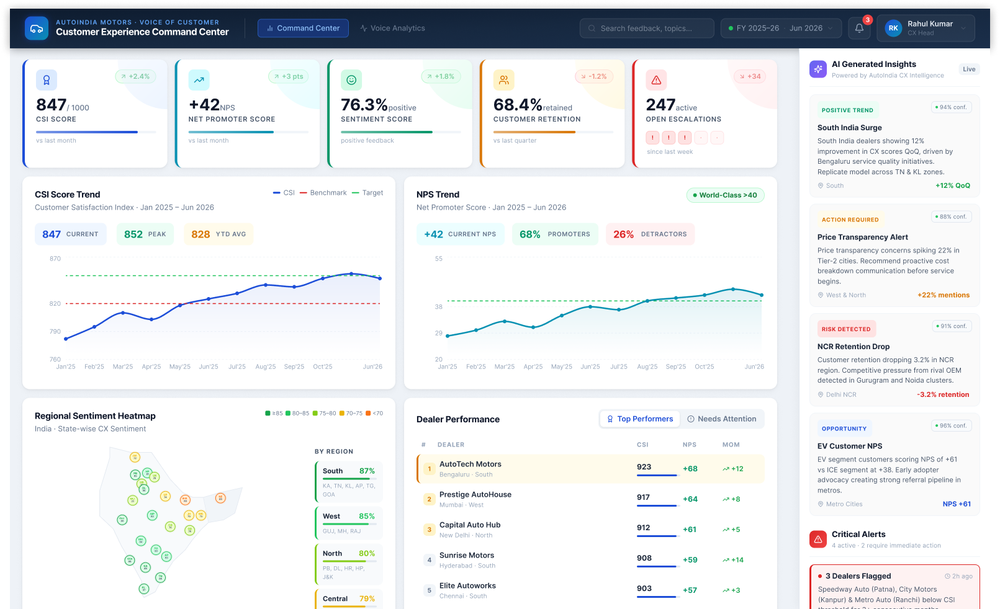 AUTOINDIA MOTORS · VOICE OF CUSTOMER
Customer Experience Command Center
Command Center
Voice Analytics
Search feedback, topics...
FY 2025–26 · Jun 2026
3
RK
Rahul Kumar
CX Head
+2.4%
847 / 1000
CSI SCORE
vs last month
+3 pts
+42 NPS
NET PROMOTER SCORE
vs last month
+1.8%
76.3% positive
SENTIMENT SCORE
positive feedback
-1.2%
68.4% retained
CUSTOMER RETENTION
vs last quarter
+34
247 active
OPEN ESCALATIONS
! ! ! · ·
since last week
CSI Score Trend
Customer Satisfaction Index · Jan 2025 – Jun 2026
CSI Benchmark Target
847 CURRENT
852 PEAK
828 YTD AVG
870
820
790
760
Jan'25 Feb'25 Mar'25 Apr'25 May'25 Jun'25 Jul'25 Aug'25 Sep'25 Oct'25 Jun'26
NPS Trend
Net Promoter Score · Jan 2025 – Jun 2026
World-Class >40
+42 CURRENT NPS
68% PROMOTERS
26% DETRACTORS
55
38
29
20
Jan'25 Feb'25 Mar'25 Apr'25 May'25 Jun'25 Jul'25 Aug'25 Sep'25 Oct'25 Jun'26
Regional Sentiment Heatmap
India · State-wise CX Sentiment
≥85 80–85 75–80 70–75 <70
BY REGION
South 87%
KA, TN, KL, AP, TG,
GOA
West 85%
GUJ, MH, RAJ
North 80%
PB, DL, HR, HP,
J&K
Central 79%
Dealer Performance
Top Performers
Needs Attention
# DEALER CSI NPS MOM
1 AutoTech Motors 923 +68 +12
Bengaluru · South
2 Prestige AutoHouse 917 +64 +8
Mumbai · West
3 Capital Auto Hub 912 +61 +5
New Delhi · North
4 Sunrise Motors 908 +59 +14
Hyderabad · South
5 Elite Autoworks 903 +57 +3
Chennai · South
AI Generated Insights
Powered by AutoIndia CX Intelligence
Live
POSITIVE TREND
94% conf.
South India Surge
South India dealers showing 12%
improvement in CX scores QoQ, driven by
Bengaluru service quality initiatives.
Replicate model across TN & KL zones.
South
+12% QoQ
ACTION REQUIRED
88% conf.
Price Transparency Alert
Price transparency concerns spiking 22% in
Tier-2 cities. Recommend proactive cost
breakdown communication before service
begins.
West & North
+22% mentions
RISK DETECTED
91% conf.
NCR Retention Drop
Customer retention dropping 3.2% in NCR
region. Competitive pressure from rival OEM
detected in Gurugram and Noida clusters.
Delhi NCR
-3.2% retention
OPPORTUNITY
96% conf.
EV Customer NPS
EV segment customers scoring NPS of +61
vs ICE segment at +38. Early adopter
advocacy creating strong referral pipeline in
metros.
Metro Cities
NPS +61
Critical Alerts
4 active · 2 require immediate action
3 Dealers Flagged
2h ago
Speedway Auto (Patna), City Motors
(Kanpur) & Metro Auto (Ranchi) below CSI